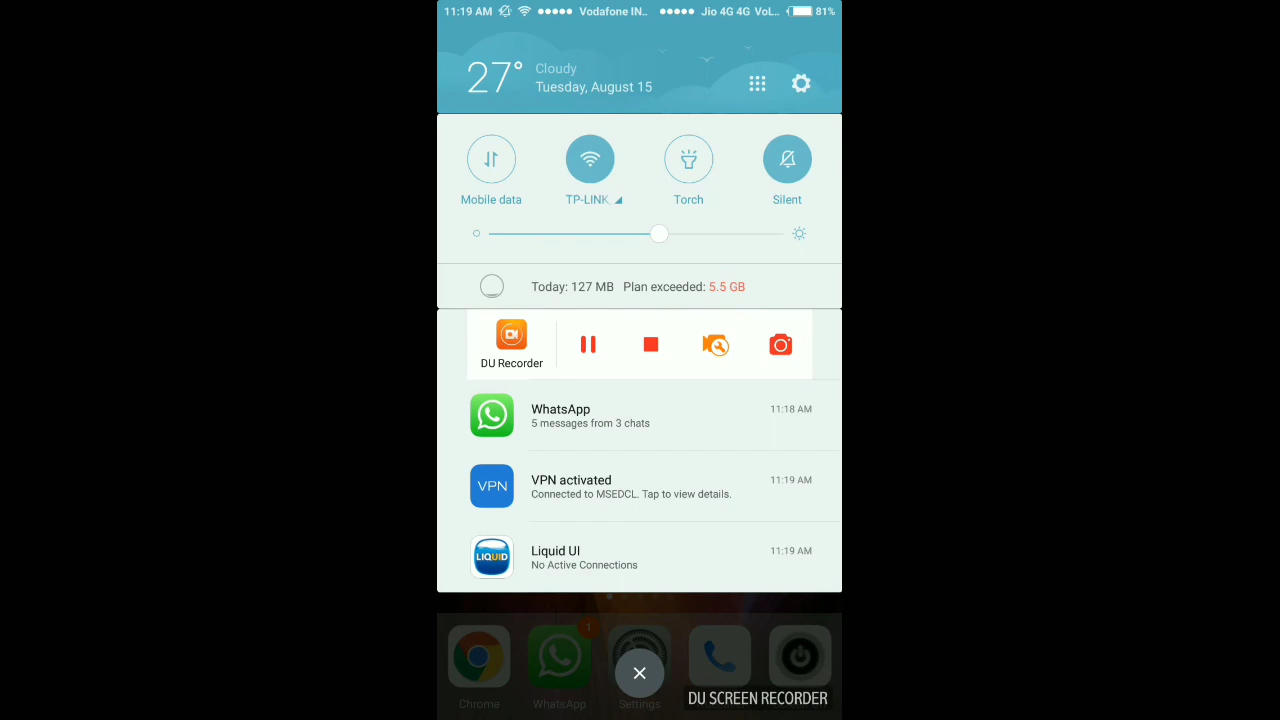 11:19 AM Vodafone IN.. Jio 4G 4G VoL.. 81%
27° Cloudy
Tuesday, August 15
Mobile data TP-LINK Torch Silent
Today: 127 MB Plan exceeded: 5.5 GB
DU Recorder
WhatsApp 11:18 AM
5 messages from 3 chats
VPN VPN activated 11:19 AM
Connected to MSEDCL. Tap to view details.
LIQUID Liquid UI 11:19 AM
No Active Connections
1
DU SCREEN RECORDER
Chrome WhatsApp Settings